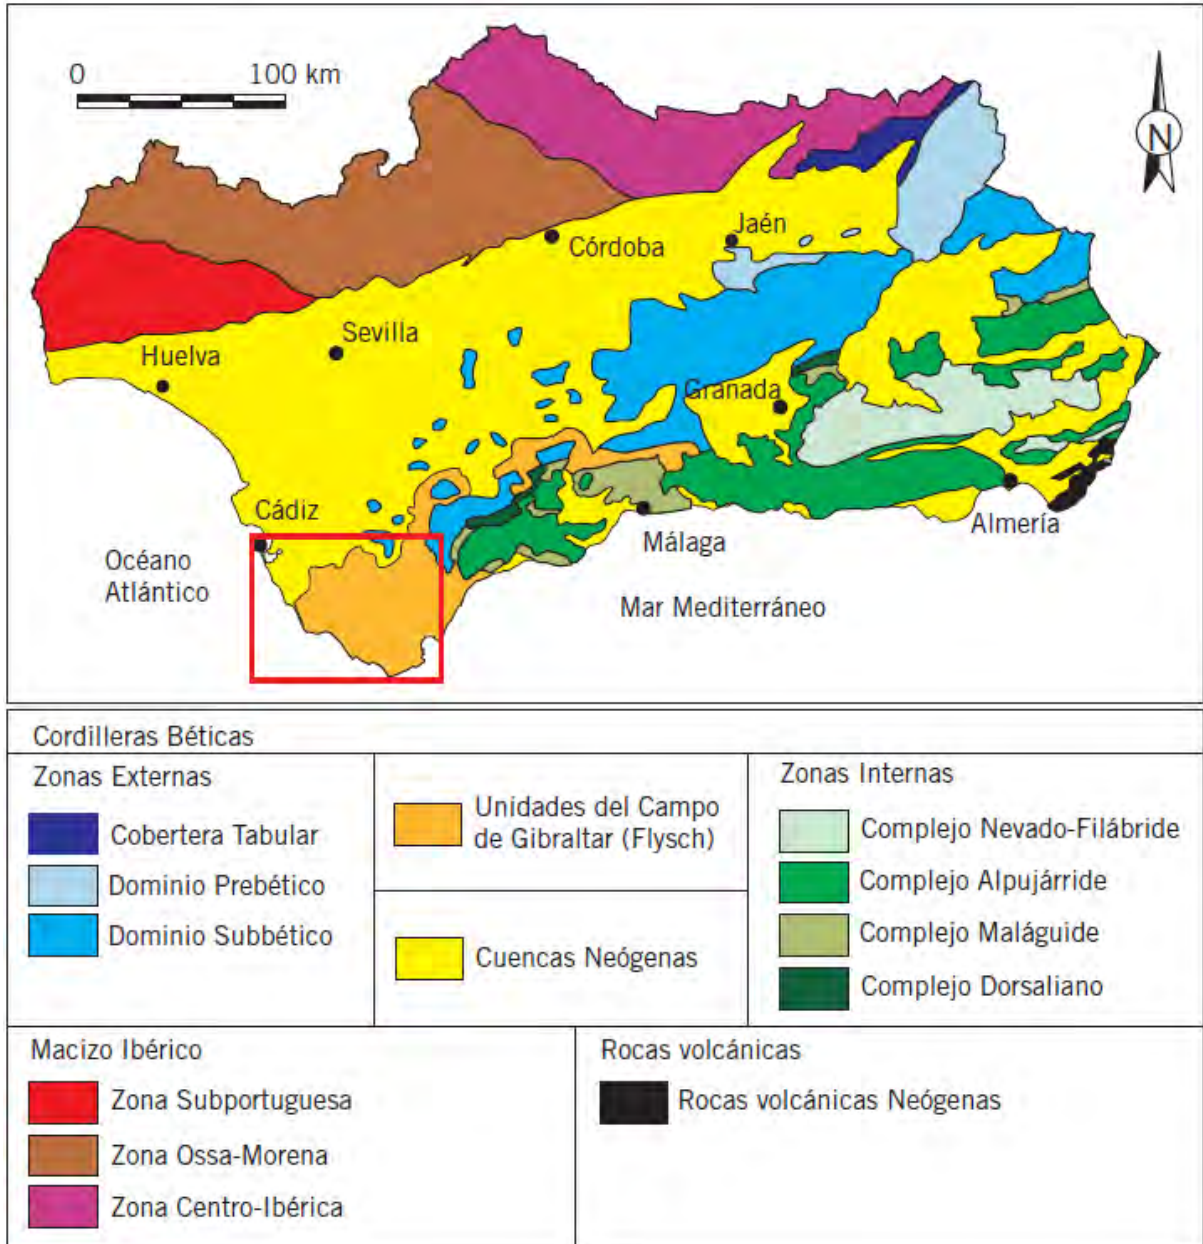 0
100 km
N
Jaén
Córdoba
Sevilla
Huelva
Granada
Cádiz
Almería
Málaga
Océano
Atlántico
Mar Mediterráneo
Cordilleras Béticas
Zonas Externas
Cobertera Tabular
Dominio Prebético
Dominio Subbético
Unidades del Campo
de Gibraltar (Flysch)
Cuencas Neógenas
Zonas Internas
Complejo Nevado-Filábride
Complejo Alpujárride
Complejo Maláguide
Complejo Dorsaliano
Macizo Ibérico
Zona Subportuguesa
Zona Ossa-Morena
Zona Centro-Ibérica
Rocas volcánicas
Rocas volcánicas Neógenas